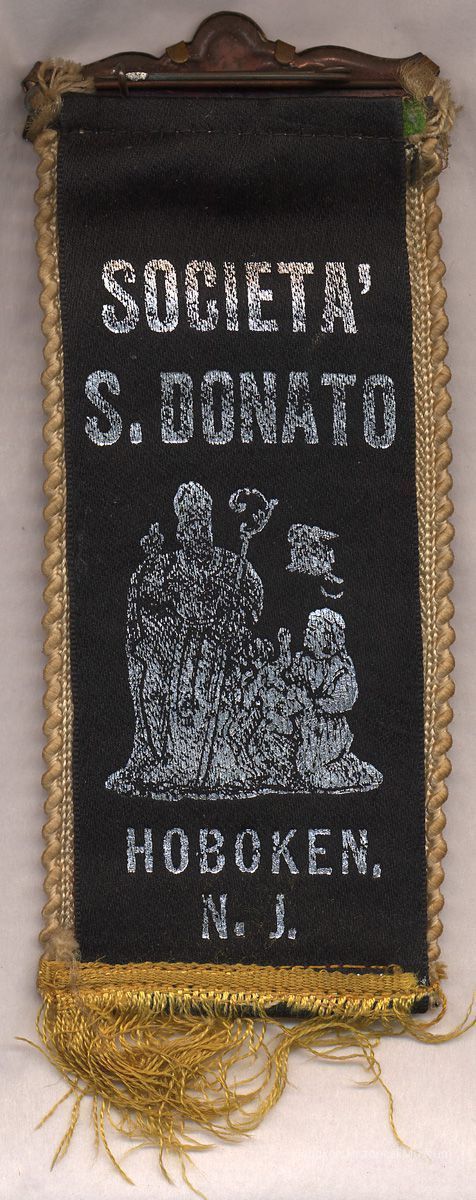 SOCIETA'
S. DONATO
HOBOKEN,
N. J.